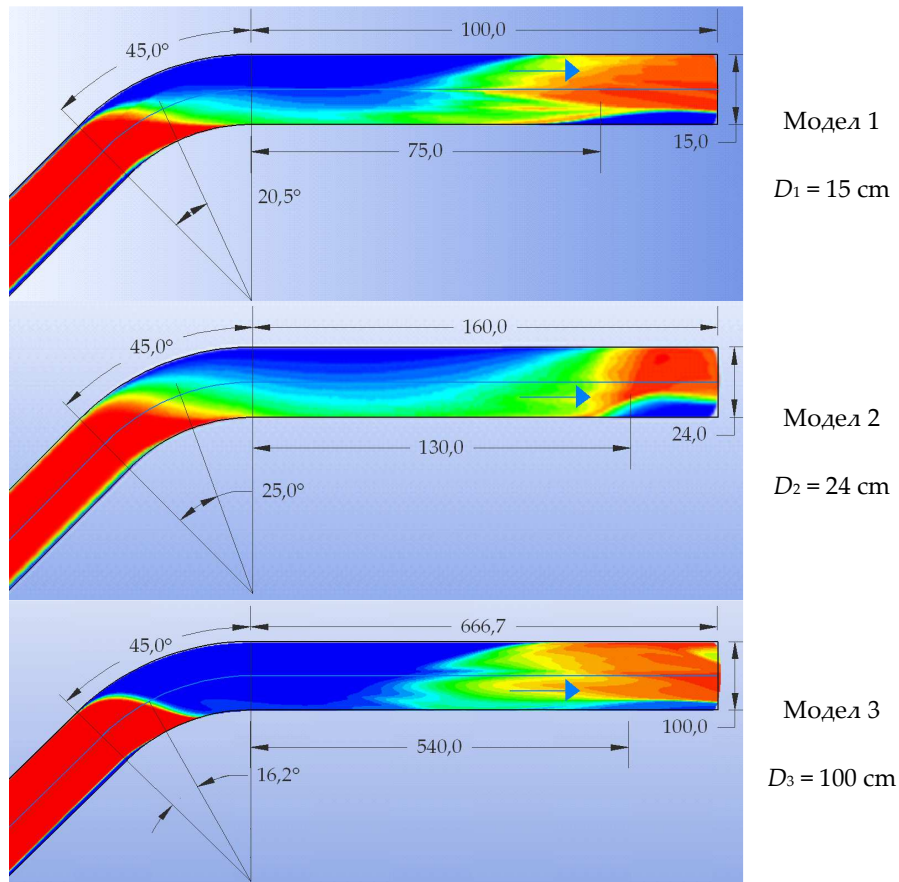 100,0
45,0°
75,0
15,0
20,5°
Модел 1
D1 = 15 cm
160,0
45,0°
130,0
24,0
25,0°
Модел 2
D2 = 24 cm
666,7
45,0°
540,0
100,0
16,2°
Модел 3
D3 = 100 cm